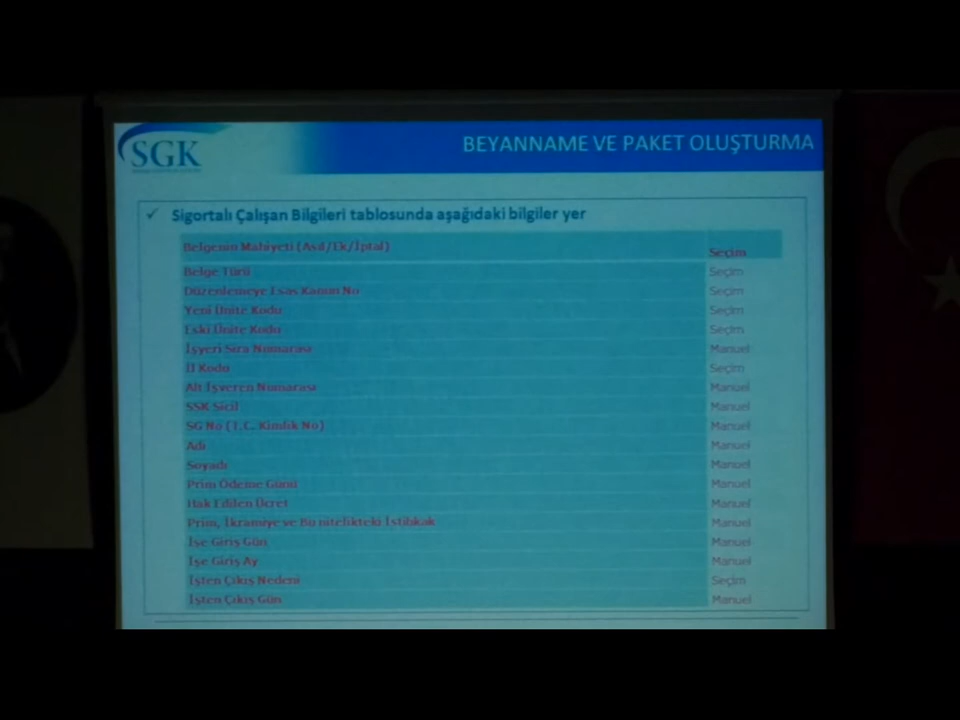 SGK
BEYANNAME VE PAKET OLUŞTURMA
✓ Sigortalı Çalışan Bilgileri tablosunda aşağıdaki bilgiler yer
Belgenin Mahiyeti (Asıl/Ek/İptal) Seçim
Belge Türü Seçim
Düzenlemeye Esas Kanun No Seçim
Yeni Ünite Kodu Seçim
Eski Ünite Kodu Seçim
İşyeri Sıra Numarası Manuel
İl Kodu Seçim
Alt İşveren Numarası Manuel
SSK Sicil Manuel
SG No (T.C. Kimlik No) Manuel
Adı Manuel
Soyadı Manuel
Prim Ödeme Günü Manuel
Hak Edilen Ücret Manuel
Prim, İkramiye ve Bu nitelikteki İstihkak Manuel
İşe Giriş Gün Manuel
İşe Giriş Ay Manuel
İşten Çıkış Nedeni Seçim
İşten Çıkış Gün Manuel